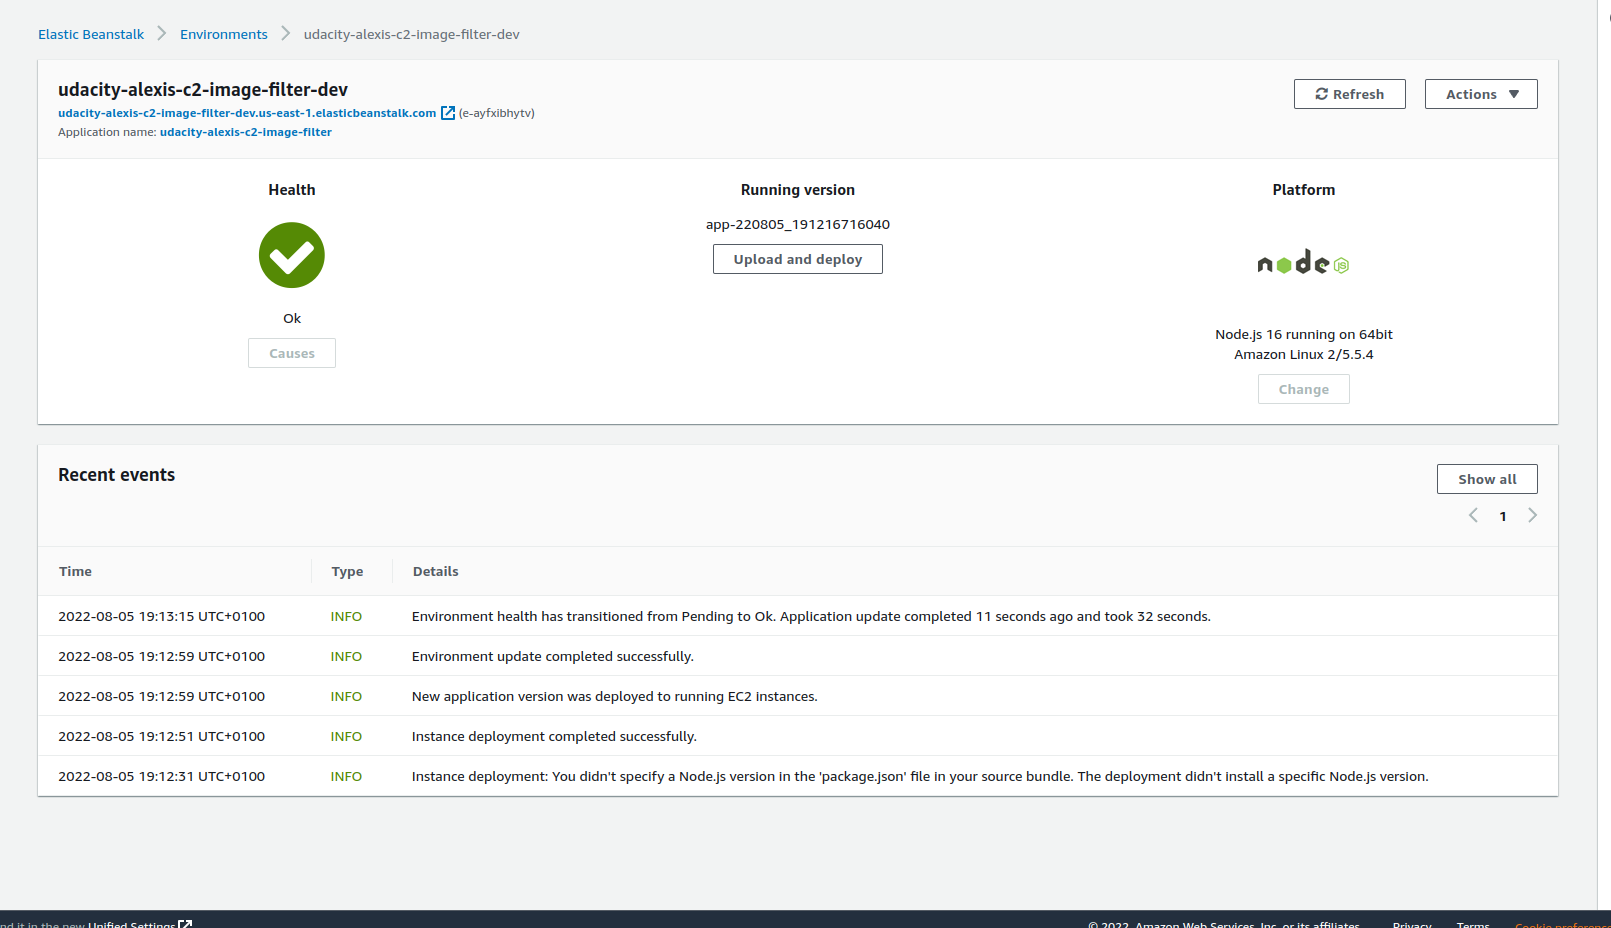 Elastic Beanstalk > Environments > udacity-alexis-c2-image-filter-dev
udacity-alexis-c2-image-filter-dev
udacity-alexis-c2-image-filter-dev.us-east-1.elasticbeanstalk.com (e-ayfxibhytv)
Application name: udacity-alexis-c2-image-filter
Refresh
Actions
Health
Ok
Causes
Running version
app-220805_191216716040
Upload and deploy
Platform
node JS
Node.js 16 running on 64bit
Amazon Linux 2/5.5.4
Change
Recent events
Show all
1
Time Type Details
2022-08-05 19:13:15 UTC+0100 INFO Environment health has transitioned from Pending to Ok. Application update completed 11 seconds ago and took 32 seconds.
2022-08-05 19:12:59 UTC+0100 INFO Environment update completed successfully.
2022-08-05 19:12:59 UTC+0100 INFO New application version was deployed to running EC2 instances.
2022-08-05 19:12:51 UTC+0100 INFO Instance deployment completed successfully.
2022-08-05 19:12:31 UTC+0100 INFO Instance deployment: You didn't specify a Node.js version in the 'package.json' file in your source bundle. The deployment didn't install a specific Node.js version.
nd it in the new Unified Settings © 2022, Amazon Web Services, Inc. or its affiliates. Privacy Terms Cookie preference